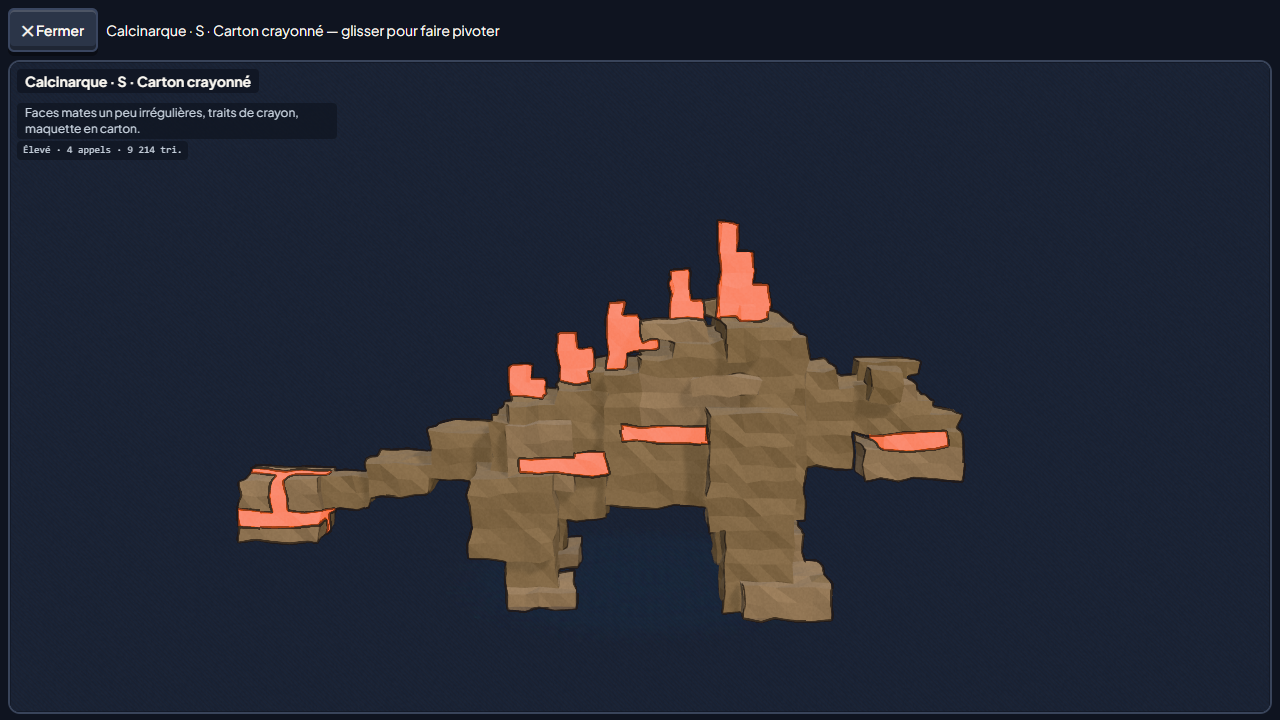 ✕ Fermer
Calcinarque · S · Carton crayonné — glisser pour faire pivoter
Calcinarque · S · Carton crayonné
Faces mates un peu irrégulières, traits de crayon,
maquette en carton.
Élevé · 4 appels · 9 214 tri.